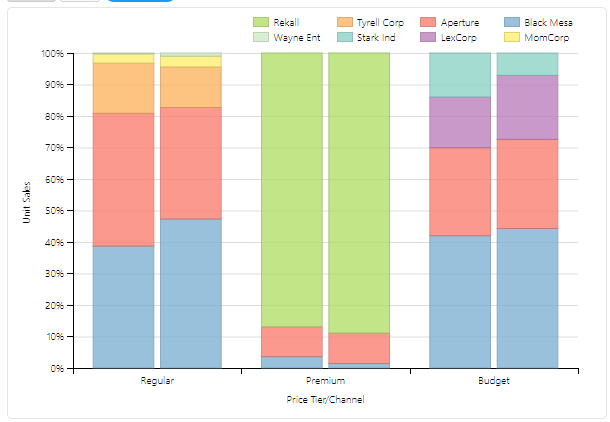 Rekall Tyrell Corp Aperture Black Mesa
Wayne Ent Stark Ind LexCorp MomCorp
100%
90%
80%
70%
60%
50%
40%
30%
20%
10%
0%
Unit Sales
Regular Premium Budget
Price Tier/Channel